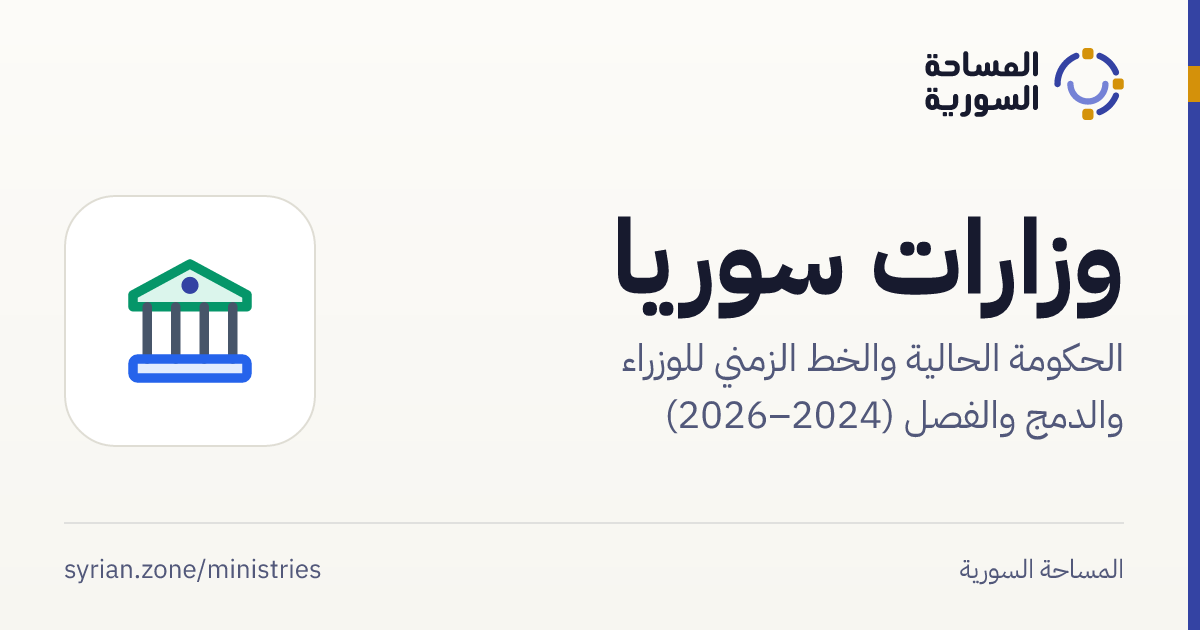 المساحة
السورية
وزارات سوريا
الحكومة الحالية والخط الزمني للوزراء
والدمج والفصل (2024–2026)
المساحة السورية
syrian.zone/ministries